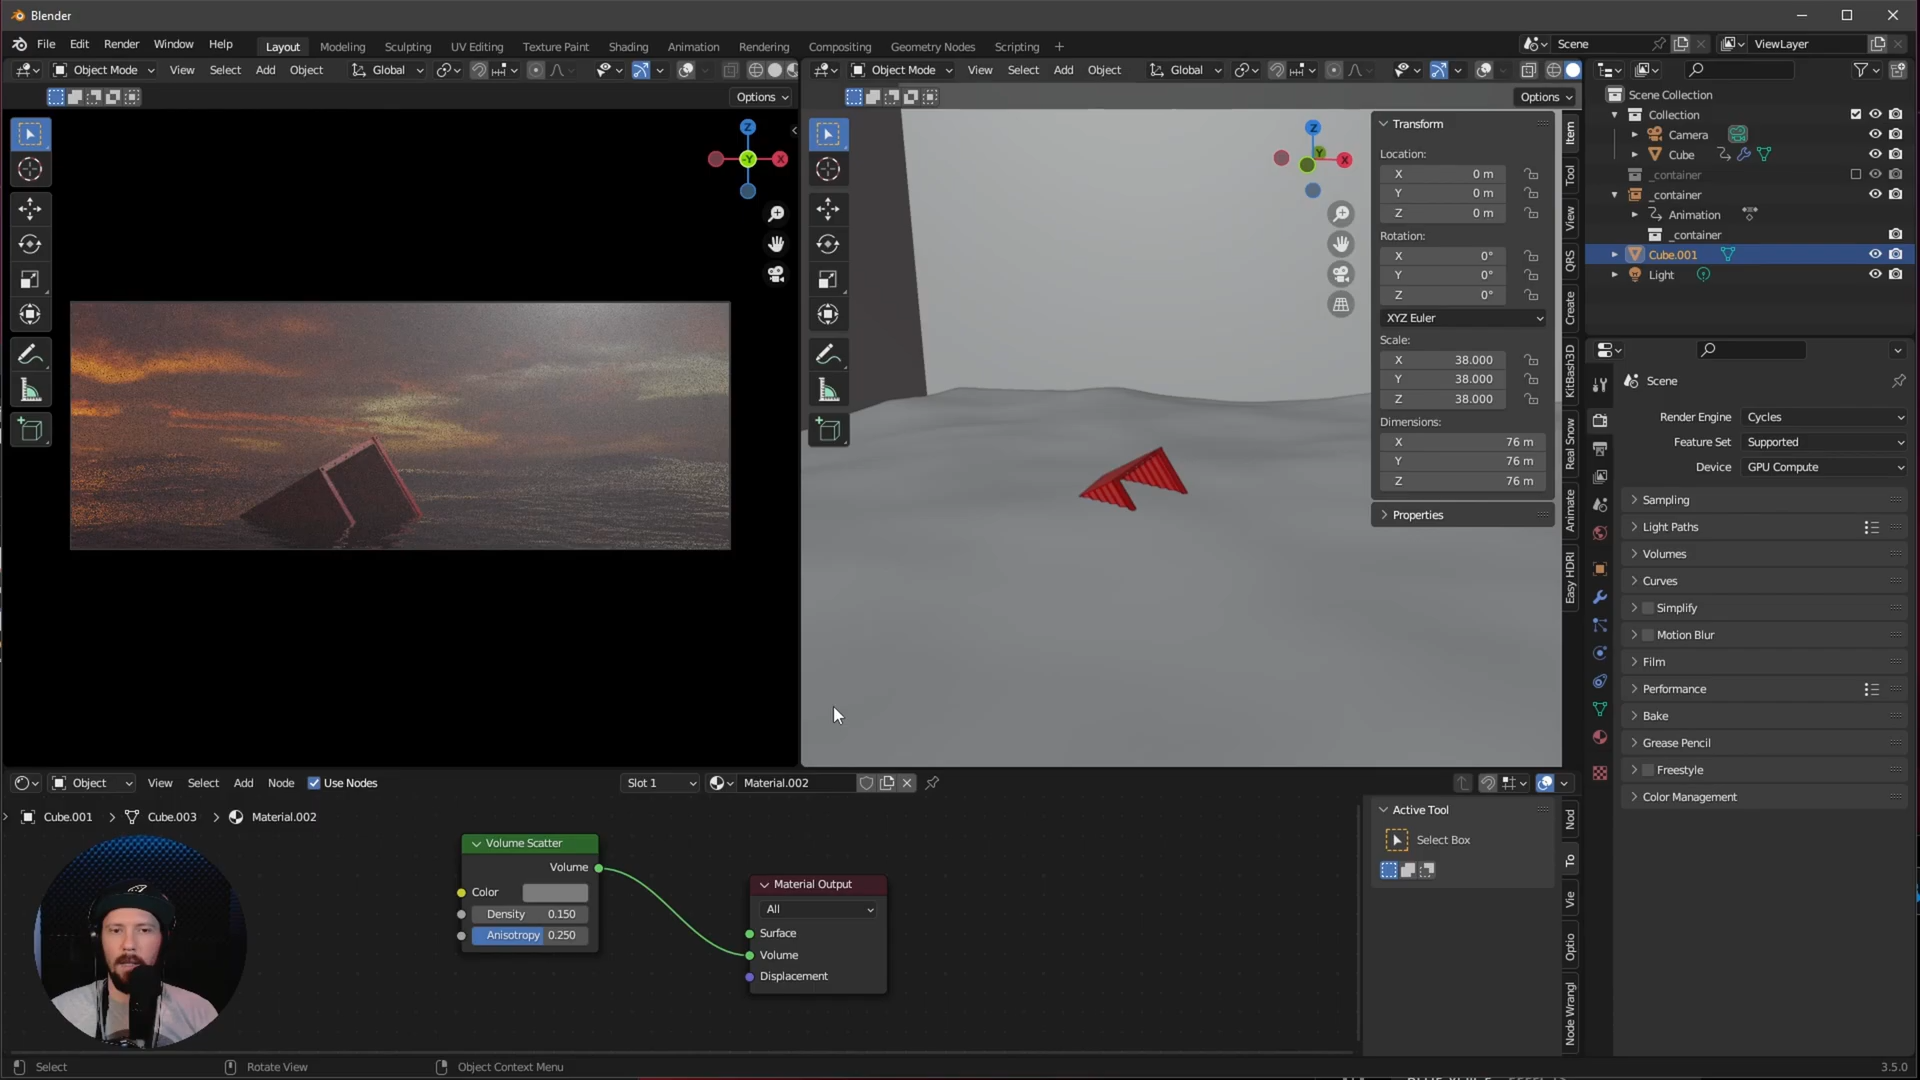 Blender
File Edit Render Window Help Layout Modeling Sculpting UV Editing Texture Paint Shading Animation Rendering Compositing Geometry Nodes Scripting + Scene ViewLayer
Object Mode View Select Add Object Global
Object Mode View Select Add Object Global
Options
Options
Z
-Y
X
Z
Y
X
Transform
Location:
X 0 m
Y 0 m
Z 0 m
Rotation:
X 0°
Y 0°
Z 0°
XYZ Euler
Scale:
X 38.000
Y 38.000
Z 38.000
Dimensions:
X 76 m
Y 76 m
Z 76 m
Properties
Item
Tool
View
QRS
Create
KitBash3D
Real Snow
Animate
Easy HDRI
Scene Collection
Collection
Camera
Cube
_container
_container
Animation
_container
Cube.001
Light
Scene
Render Engine Cycles
Feature Set Supported
Device GPU Compute
Sampling
Light Paths
Volumes
Curves
Simplify
Motion Blur
Film
Performance
Bake
Grease Pencil
Freestyle
Color Management
Object View Select Add Node Use Nodes Slot 1 Material.002
Cube.001 > Cube.003 > Material.002
Volume Scatter
Volume
Color
Density 0.150
Anisotropy 0.250
Material Output
All
Surface
Volume
Displacement
Active Tool
Select Box
Nod
To
Vie
Optio
Node Wrangl
Select Rotate View Object Context Menu 3.5.0